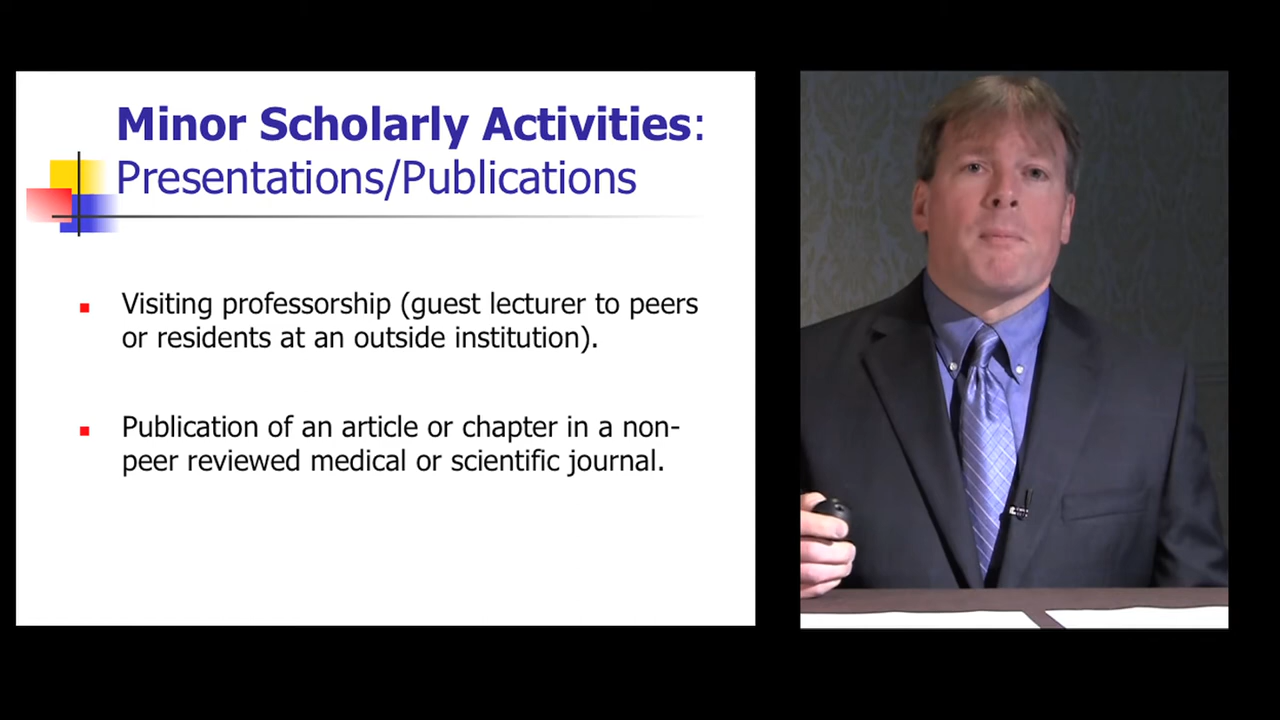 Minor Scholarly Activities:
Presentations/Publications
Visiting professorship (guest lecturer to peers
or residents at an outside institution).
Publication of an article or chapter in a non-
peer reviewed medical or scientific journal.